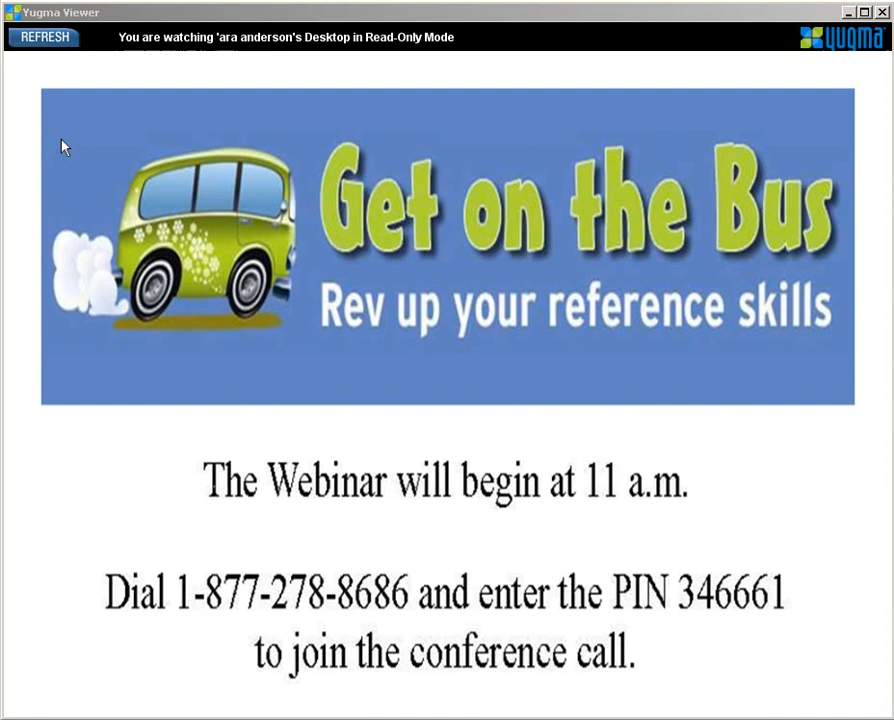 Yugma Viewer
REFRESH
You are watching 'ara anderson's Desktop in Read-Only Mode
yugma
Get on the Bus
Rev up your reference skills
The Webinar will begin at 11 a.m.
Dial 1-877-278-8686 and enter the PIN 346661
to join the conference call.